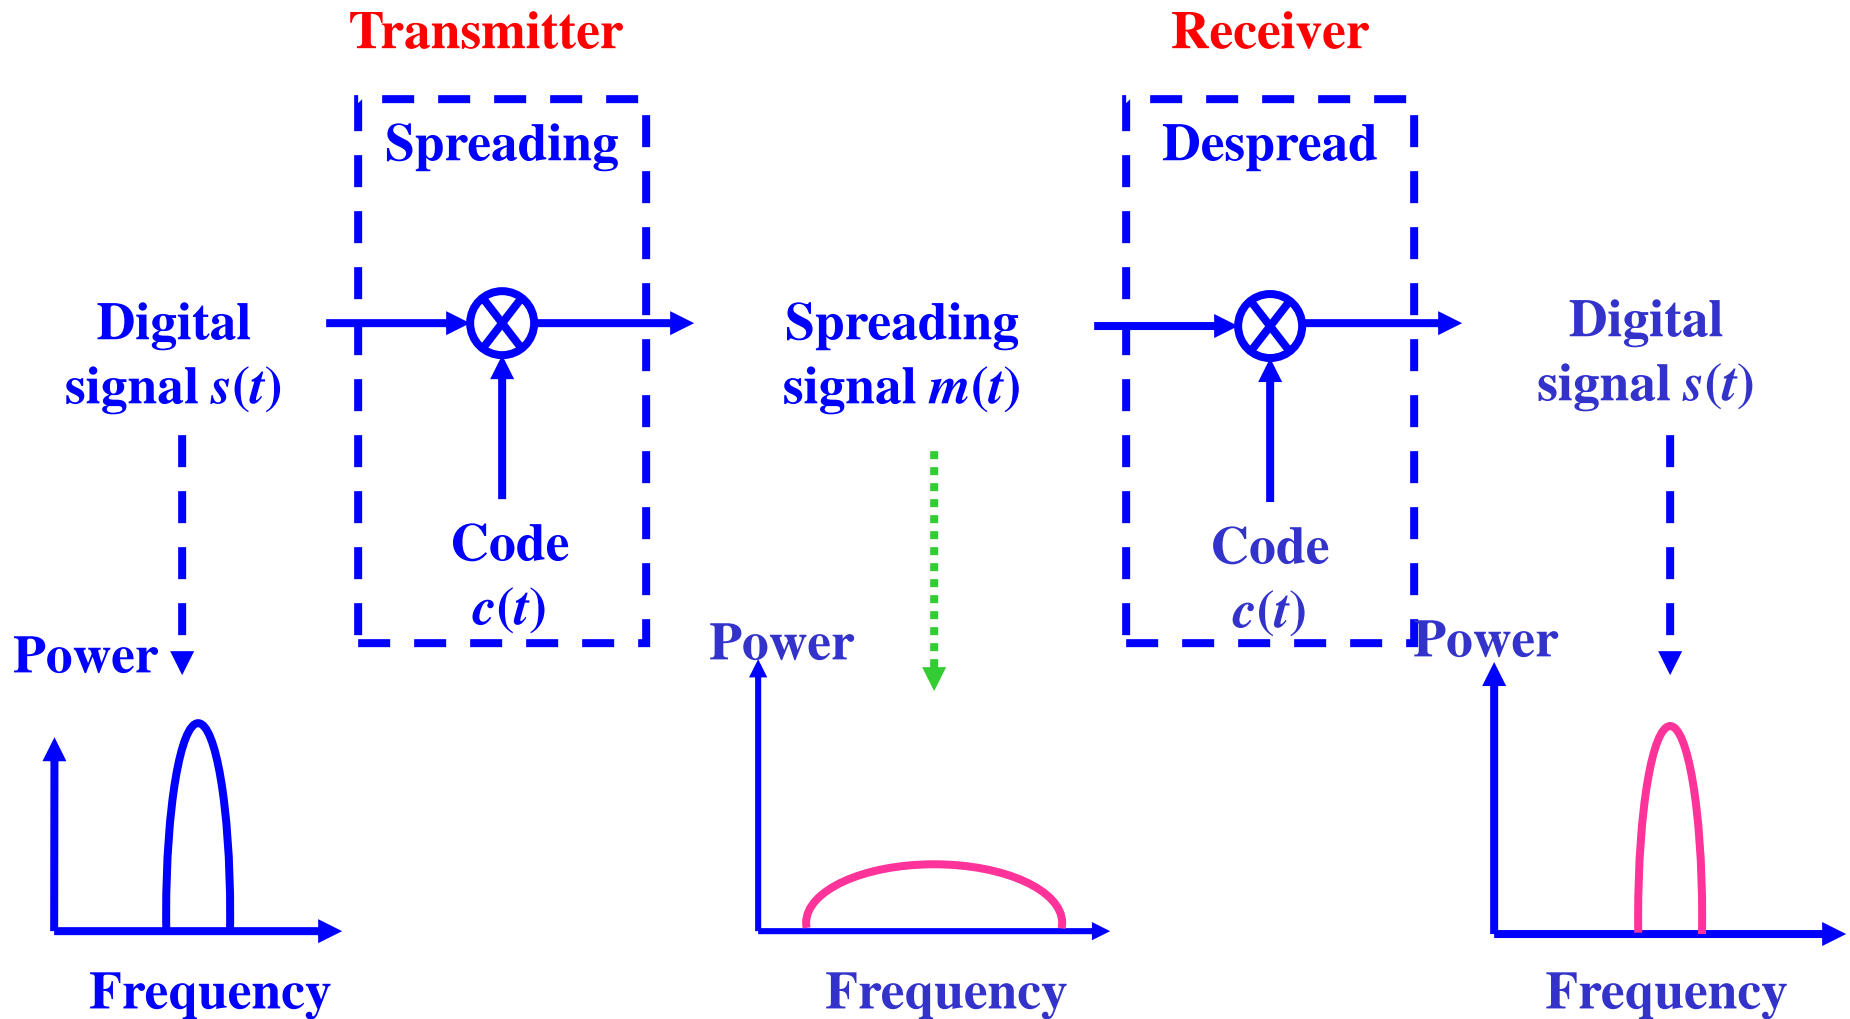 Transmitter
Receiver
Spreading
Despread
Digital
signal s(t)
Spreading
signal m(t)
Digital
signal s(t)
Code
c(t)
Code
c(t)
Power
Power
Power
Frequency
Frequency
Frequency